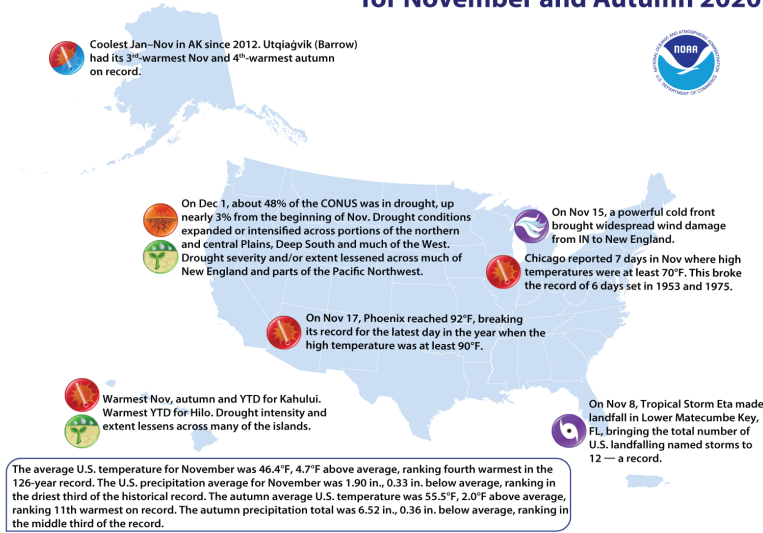 for November and Autumn 2020
Coolest Jan–Nov in AK since 2012. Utqiaġvik (Barrow)
had its 3rd-warmest Nov and 4th-warmest autumn
on record.
NATIONAL OCEANIC AND ATMOSPHERIC ADMINISTRATION
NOAA
U.S. DEPARTMENT OF COMMERCE
On Dec 1, about 48% of the CONUS was in drought, up
nearly 3% from the beginning of Nov. Drought conditions
expanded or intensified across portions of the northern
and central Plains, Deep South and much of the West.
Drought severity and/or extent lessened across much of
New England and parts of the Pacific Northwest.
On Nov 15, a powerful cold front
brought widespread wind damage
from IN to New England.
Chicago reported 7 days in Nov where high
temperatures were at least 70°F. This broke
the record of 6 days set in 1953 and 1975.
On Nov 17, Phoenix reached 92°F, breaking
its record for the latest day in the year when the
high temperature was at least 90°F.
Warmest Nov, autumn and YTD for Kahului.
Warmest YTD for Hilo. Drought intensity and
extent lessens across many of the islands.
On Nov 8, Tropical Storm Eta made
landfall in Lower Matecumbe Key,
FL, bringing the total number of
U.S. landfalling named storms to
12 — a record.
The average U.S. temperature for November was 46.4°F, 4.7°F above average, ranking fourth warmest in the
126-year record. The U.S. precipitation average for November was 1.90 in., 0.33 in. below average, ranking in
the driest third of the historical record. The autumn average U.S. temperature was 55.5°F, 2.0°F above average,
ranking 11th warmest on record. The autumn precipitation total was 6.52 in., 0.36 in. below average, ranking in
the middle third of the record.